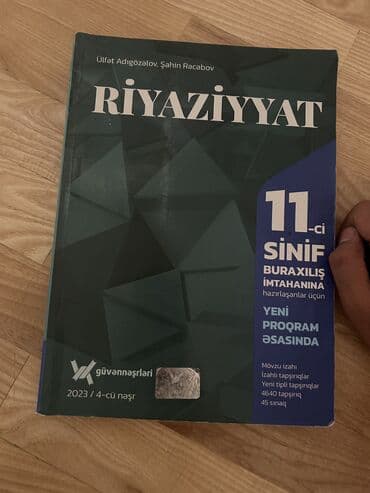 Ülfət Adıgözəlov, Şahin Rəcəbov
RİYAZİYYAT
11-ci
SİNİF
BURAXILIŞ
İMTAHANINA
hazırlaşanlar üçün
YENİ
PROQRAM
ƏSASINDA
Mövzu izahı
İzahlı tapşırıqlar
Yeni tipli tapşırıqlar
4640 tapşırıq
45 sınaq
güvənnəşrləri
2023 / 4-cü nəşr